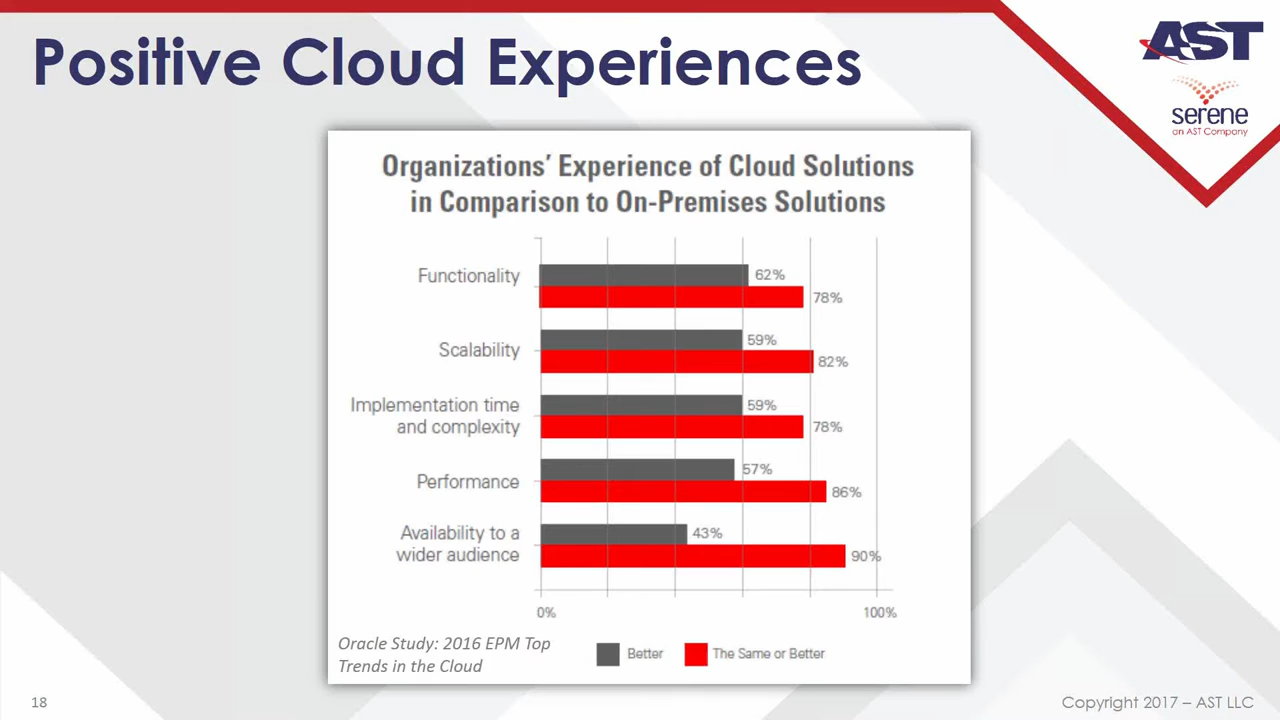 Positive Cloud Experiences
AST
serene
an AST Company
Organizations' Experience of Cloud Solutions
in Comparison to On-Premises Solutions
Functionality
62%
78%
Scalability
59%
82%
Implementation time
and complexity
59%
78%
Performance
57%
86%
Availability to a
wider audience
43%
90%
0%
100%
Oracle Study: 2016 EPM Top
Trends in the Cloud
Better
The Same or Better
18
Copyright 2017 – AST LLC